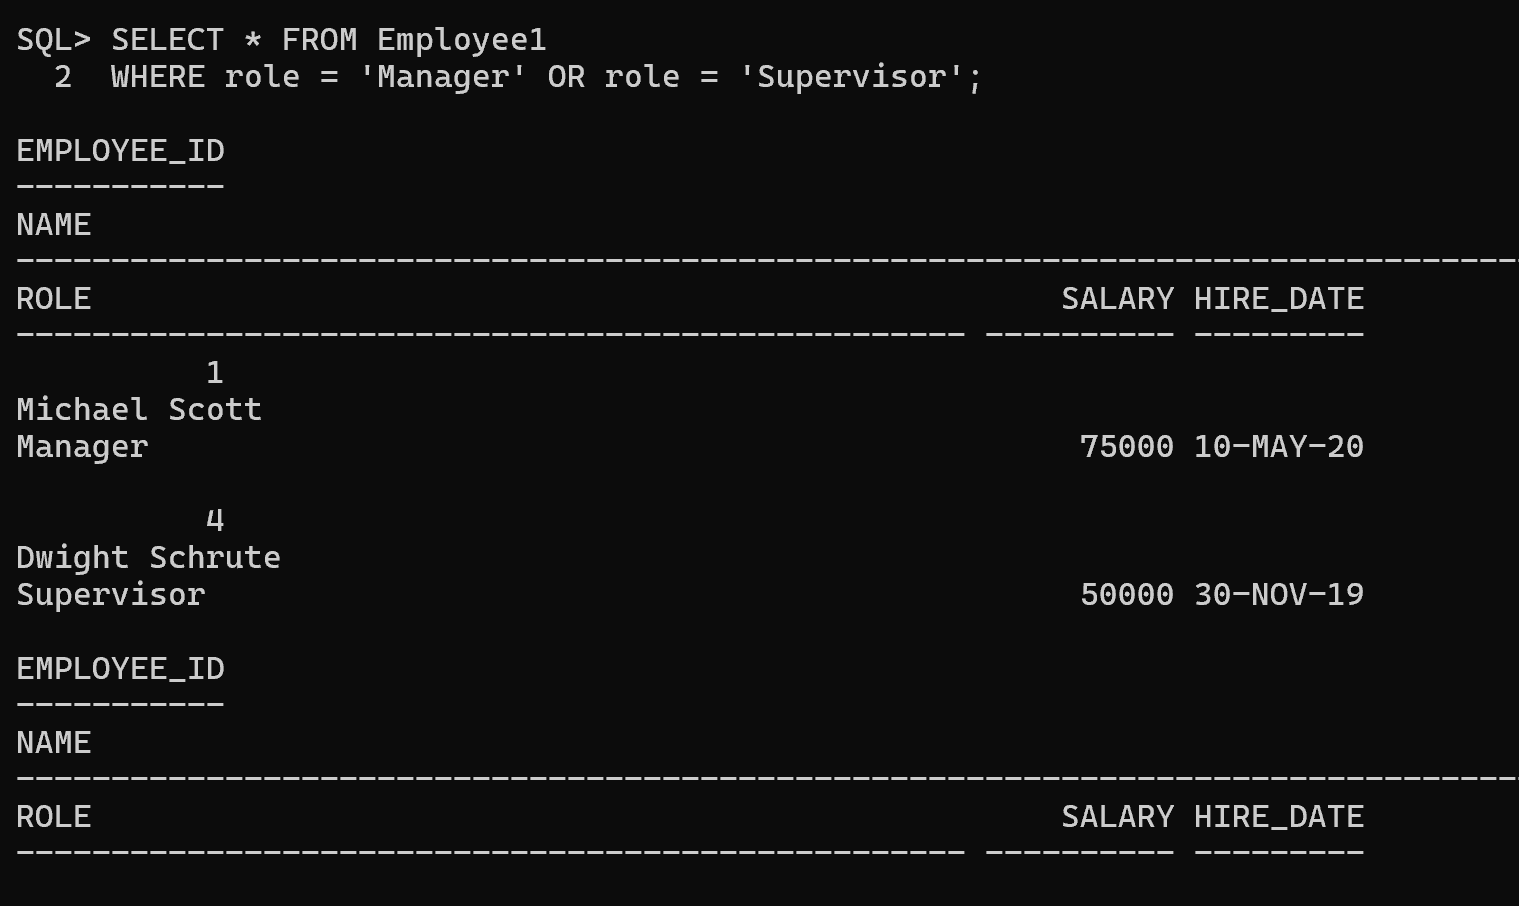 SQL> SELECT * FROM Employee1
  2  WHERE role = 'Manager' OR role = 'Supervisor';
EMPLOYEE_ID
-----------
NAME
--------------------------------------------------------------------------------
ROLE                                                   SALARY HIRE_DATE
-------------------------------------------------- ---------- ---------
          1
Michael Scott
Manager                                                 75000 10-MAY-20
          4
Dwight Schrute
Supervisor                                              50000 30-NOV-19
EMPLOYEE_ID
-----------
NAME
--------------------------------------------------------------------------------
ROLE                                                   SALARY HIRE_DATE
-------------------------------------------------- ---------- ---------